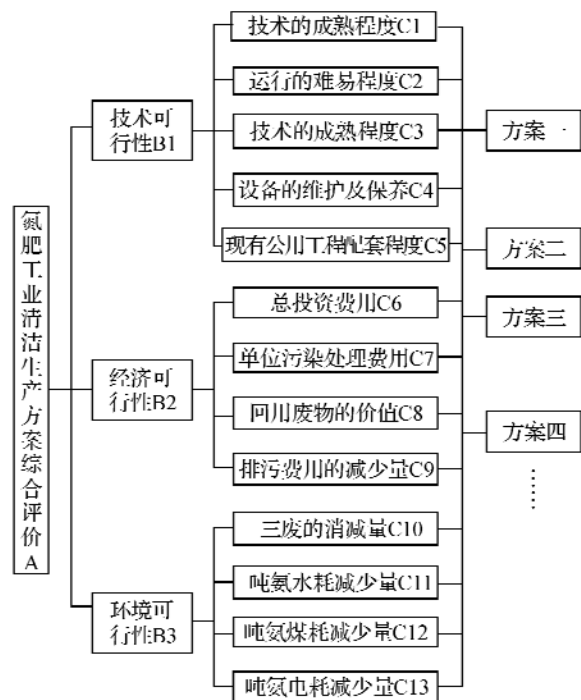 氮肥工业清洁生产方案综合评价A
技术可
行性B1
经济可
行性B2
环境可
行性B3
技术的成熟程度C1
运行的难易程度C2
技术的成熟程度C3
设备的维护及保养C4
现有公用工程配套程度C5
总投资费用C6
单位污染处理费用C7
回用废物的价值C8
排污费用的减少量C9
三废的消减量C10
吨氨水耗减少量C11
吨氨煤耗减少量C12
吨氨电耗减少量C13
方案一
方案二
方案三
方案四
……